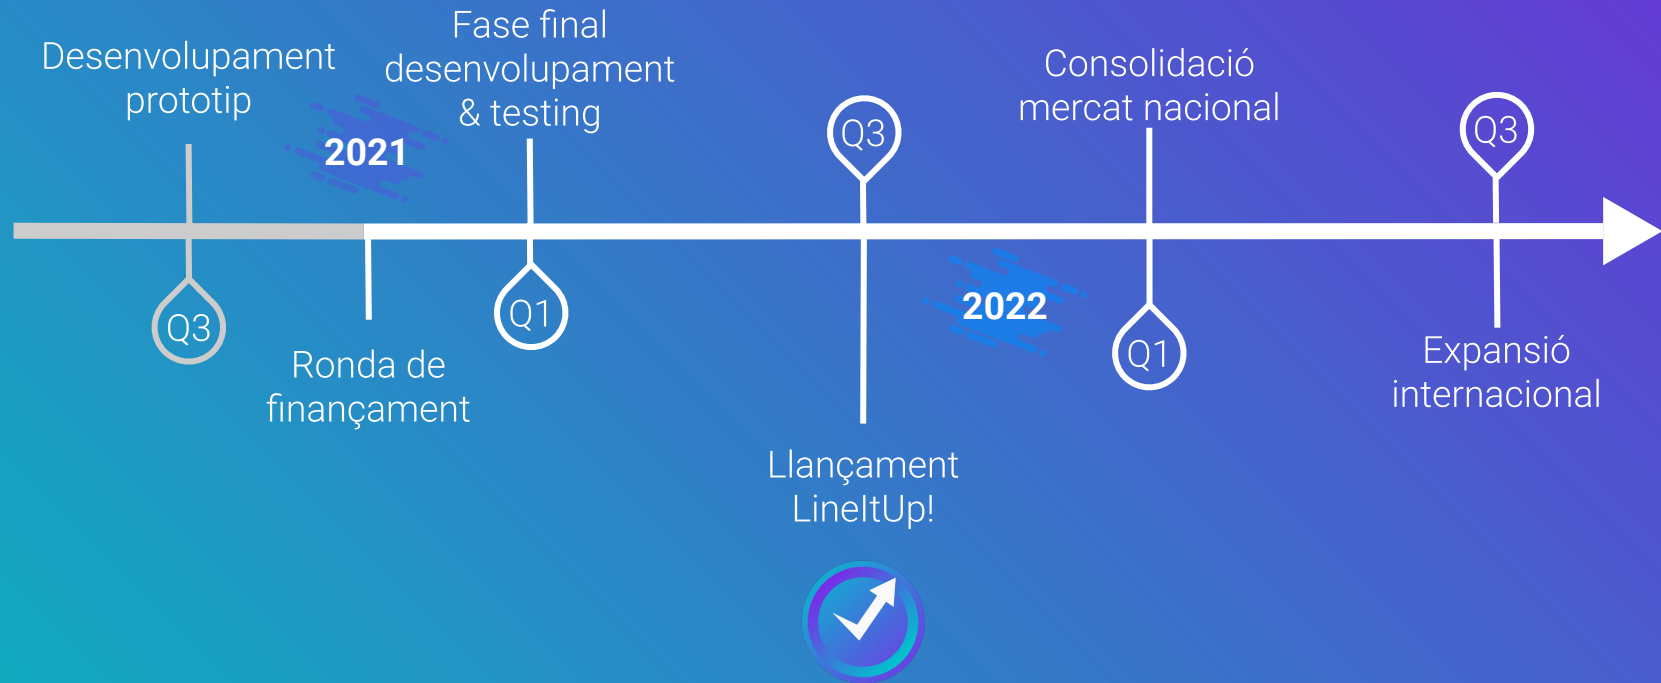 Desenvolupament
prototip
Q3
2021
Ronda de
finançament
Fase final
desenvolupament
& testing
Q1
Q3
Llançament
LineItUp!
2022
Consolidació
mercat nacional
Q1
Q3
Expansió
internacional